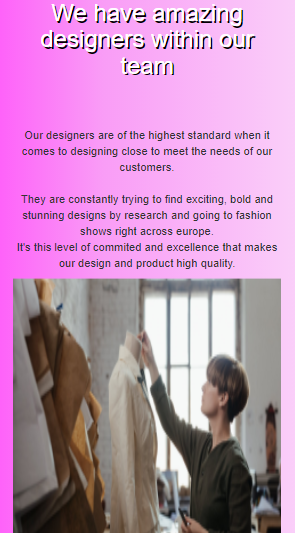 We have amazing
designers within our
team
Our designers are of the highest standard when it
comes to designing close to meet the needs of our
customers.
They are constantly trying to find exciting, bold and
stunning designs by research and going to fashion
shows right across europe.
It's this level of commited and excellence that makes
our design and product high quality.